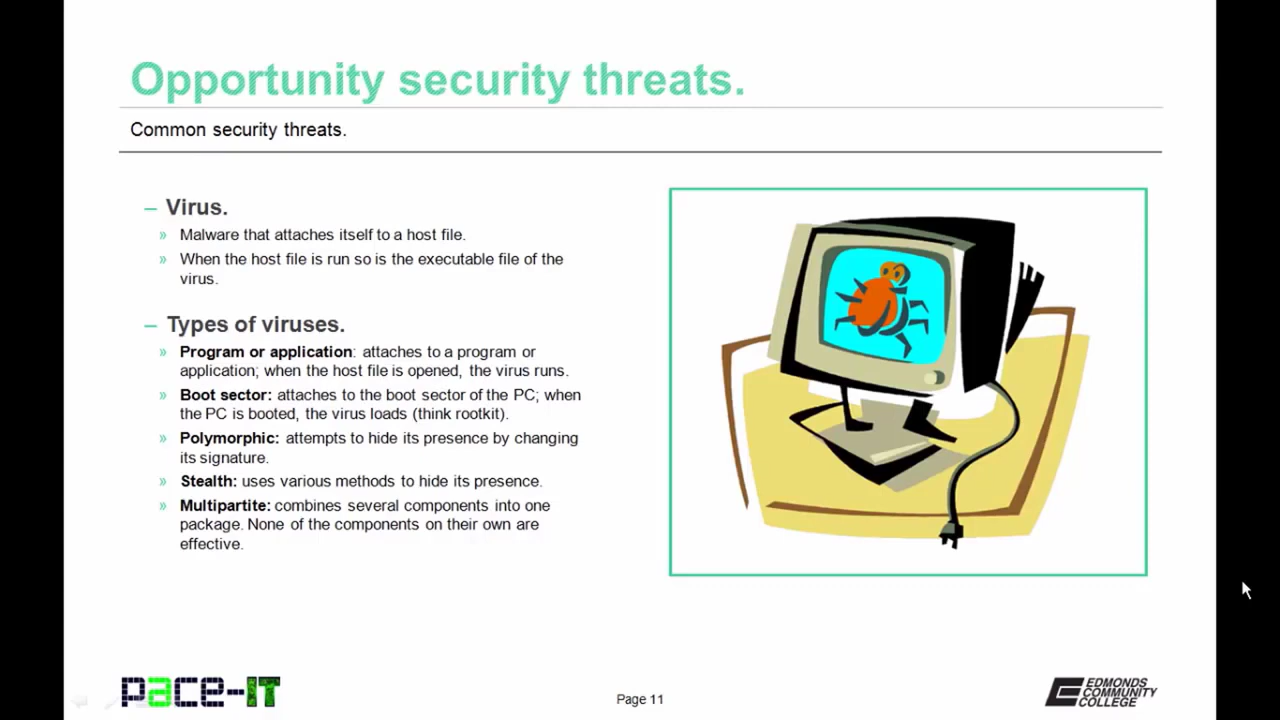 Opportunity security threats.
Common security threats.
– Virus.
» Malware that attaches itself to a host file.
» When the host file is run so is the executable file of the
virus.
– Types of viruses.
» Program or application: attaches to a program or
application; when the host file is opened, the virus runs.
» Boot sector: attaches to the boot sector of the PC; when
the PC is booted, the virus loads (think rootkit).
» Polymorphic: attempts to hide its presence by changing
its signature.
» Stealth: uses various methods to hide its presence.
» Multipartite: combines several components into one
package. None of the components on their own are
effective.
pace-IT
Page 11
EDMONDS
COMMUNITY
COLLEGE